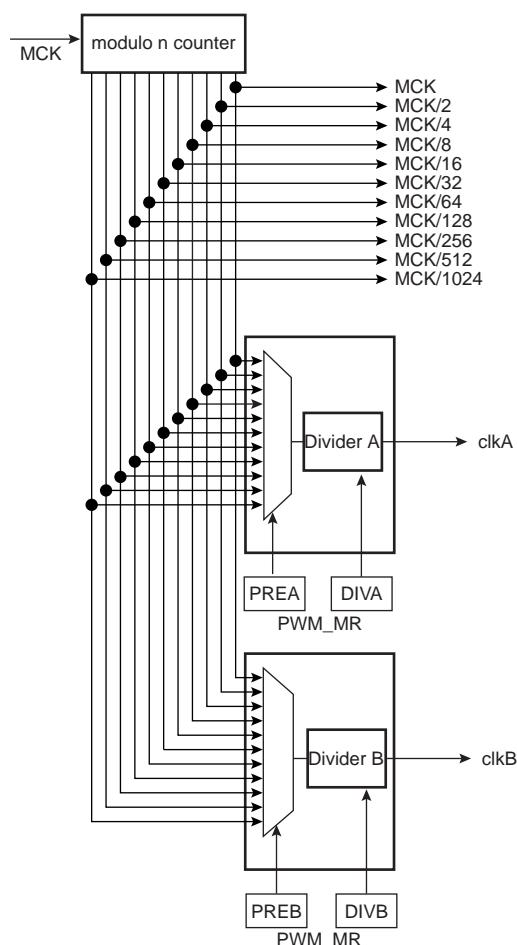 modulo n counter
MCK
MCK
MCK/2
MCK/4
MCK/8
MCK/16
MCK/32
MCK/64
MCK/128
MCK/256
MCK/512
MCK/1024
Divider A
clkA
PREA
DIVA
PWM_MR
Divider B
clkB
PREB
DIVB
PWM_MR